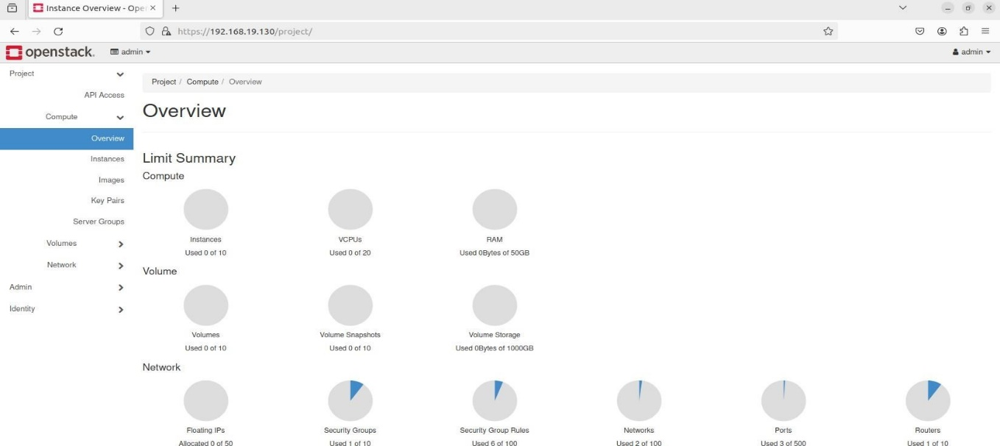 Instance Overview - Ope
https://192.168.19.130/project/
openstack. admin
admin
Project
API Access
Compute
Overview
Instances
Images
Key Pairs
Server Groups
Volumes
Network
Admin
Identity
Project / Compute / Overview
Overview
Limit Summary
Compute
Instances
Used 0 of 10
VCPUs
Used 0 of 20
RAM
Used 0Bytes of 50GB
Volume
Volumes
Used 0 of 10
Volume Snapshots
Used 0 of 10
Volume Storage
Used 0Bytes of 1000GB
Network
Floating IPs
Allocated 0 of 50
Security Groups
Used 1 of 10
Security Group Rules
Used 6 of 100
Networks
Used 2 of 100
Ports
Used 3 of 500
Routers
Used 1 of 10